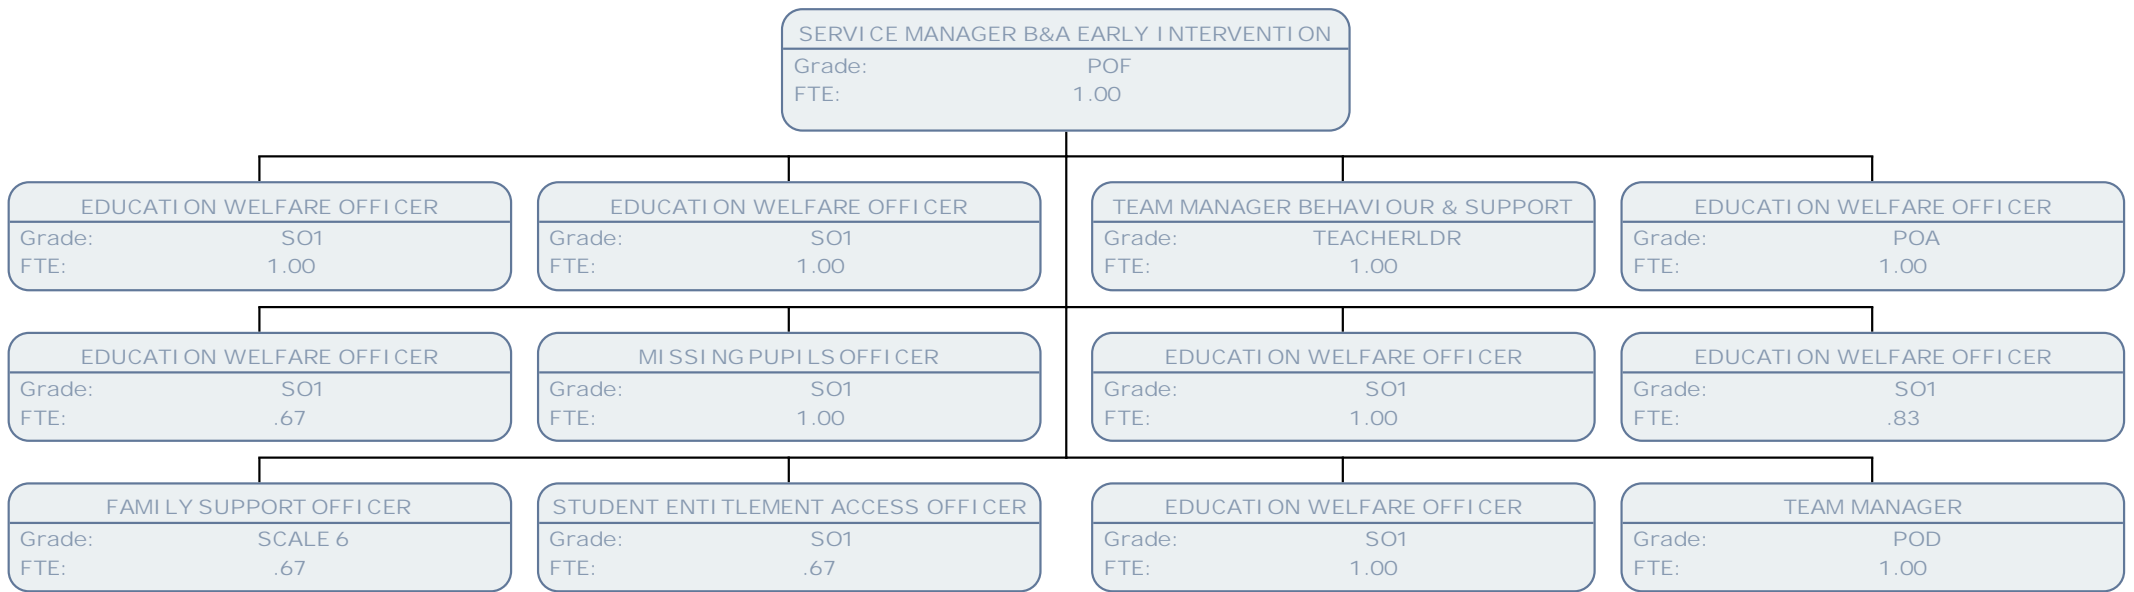 SERVICE MANAGER B&A EARLY INTERVENTION
Grade: POF
FTE: 1.00
EDUCATION WELFARE OFFICER
Grade: SO1
FTE: 1.00
EDUCATION WELFARE OFFICER
Grade: SO1
FTE: 1.00
TEAM MANAGER BEHAVIOUR & SUPPORT
Grade: TEACHERLDR
FTE: 1.00
EDUCATION WELFARE OFFICER
Grade: POA
FTE: 1.00
EDUCATION WELFARE OFFICER
Grade: SO1
FTE: .67
MISSING PUPILS OFFICER
Grade: SO1
FTE: 1.00
EDUCATION WELFARE OFFICER
Grade: SO1
FTE: 1.00
EDUCATION WELFARE OFFICER
Grade: SO1
FTE: .83
FAMILY SUPPORT OFFICER
Grade: SCALE 6
FTE: .67
STUDENT ENTITLEMENT ACCESS OFFICER
Grade: SO1
FTE: .67
EDUCATION WELFARE OFFICER
Grade: SO1
FTE: 1.00
TEAM MANAGER
Grade: POD
FTE: 1.00